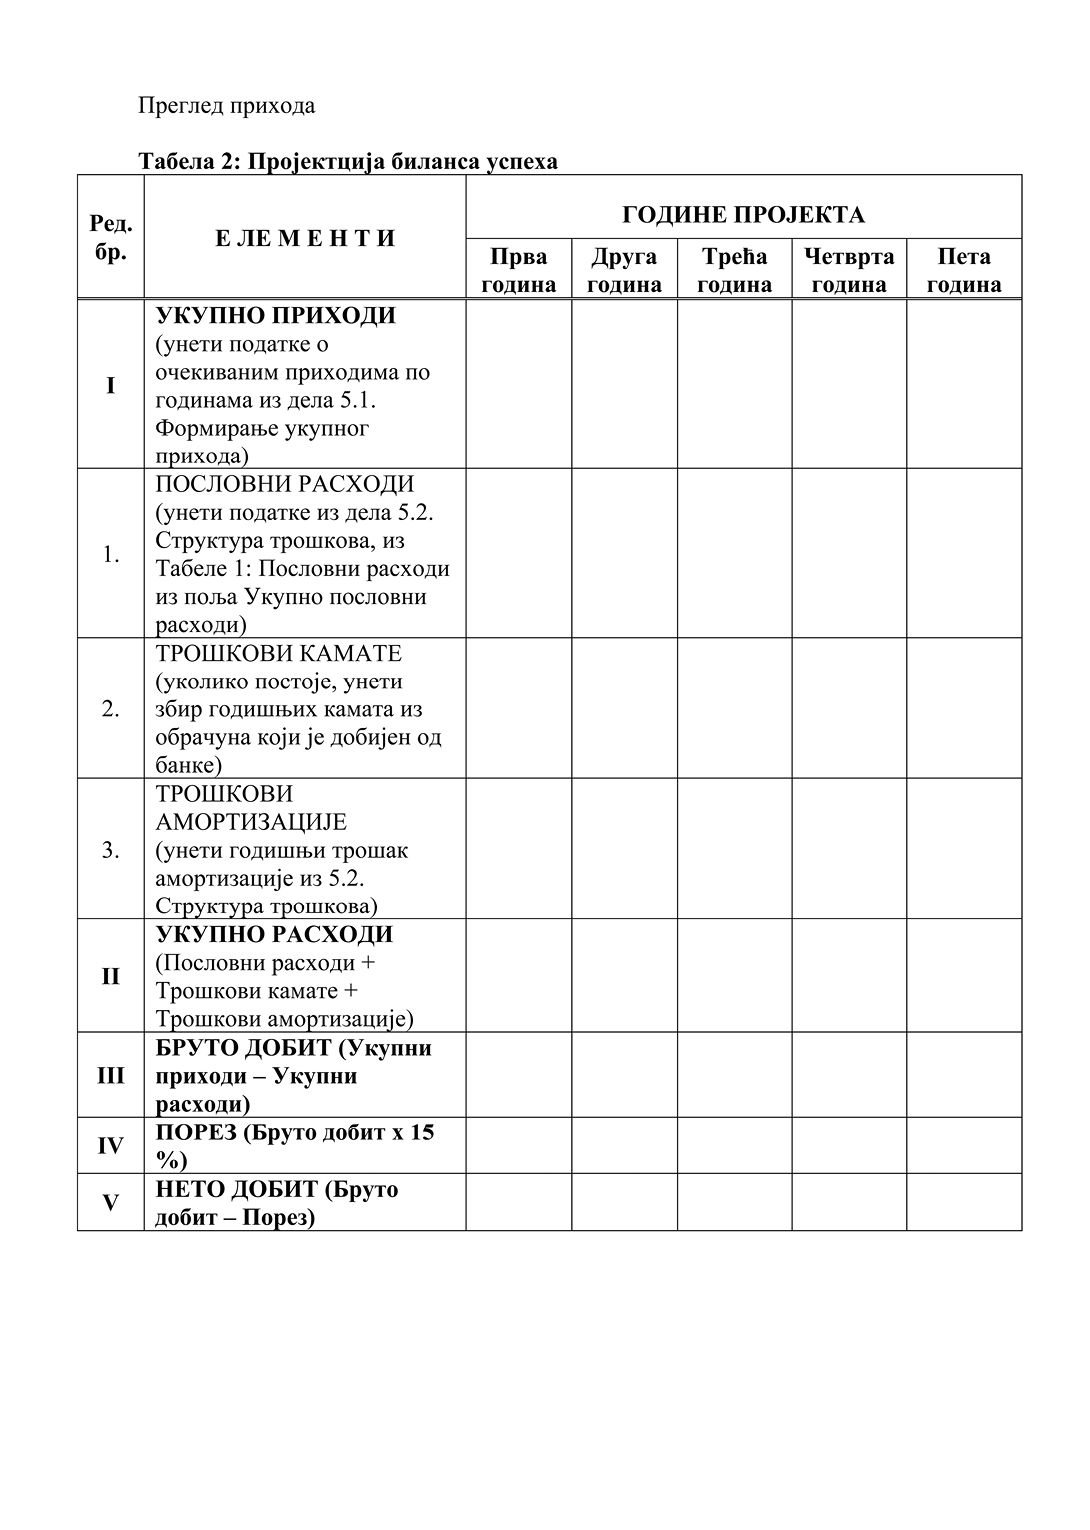 Преглед прихода
Табела 2: Пројектција биланса успеха
Ред.
бр.
Е ЛЕ М Е Н Т И
ГОДИНЕ ПРОЈЕКТА
Прва
година
Друга
година
Трећа
година
Четврта
година
Пета
година
I
УКУПНО ПРИХОДИ
(унети податке о
очекиваним приходима по
годинама из дела 5.1.
Формирање укупног
прихода)
1.
ПОСЛОВНИ РАСХОДИ
(унети податке из дела 5.2.
Структура трошкова, из
Табеле 1: Пословни расходи
из поља Укупно пословни
расходи)
2.
ТРОШКОВИ КАМАТЕ
(уколико постоје, унети
збир годишњих камата из
обрачуна који је добијен од
банке)
3.
ТРОШКОВИ
АМОРТИЗАЦИЈЕ
(унети годишњи трошак
амортизације из 5.2.
Структура трошкова)
II
УКУПНО РАСХОДИ
(Пословни расходи +
Трошкови камате +
Трошкови амортизације)
III
БРУТО ДОБИТ (Укупни
приходи – Укупни
расходи)
IV
ПОРЕЗ (Бруто добит х 15
%)
V
НЕТО ДОБИТ (Бруто
добит – Порез)